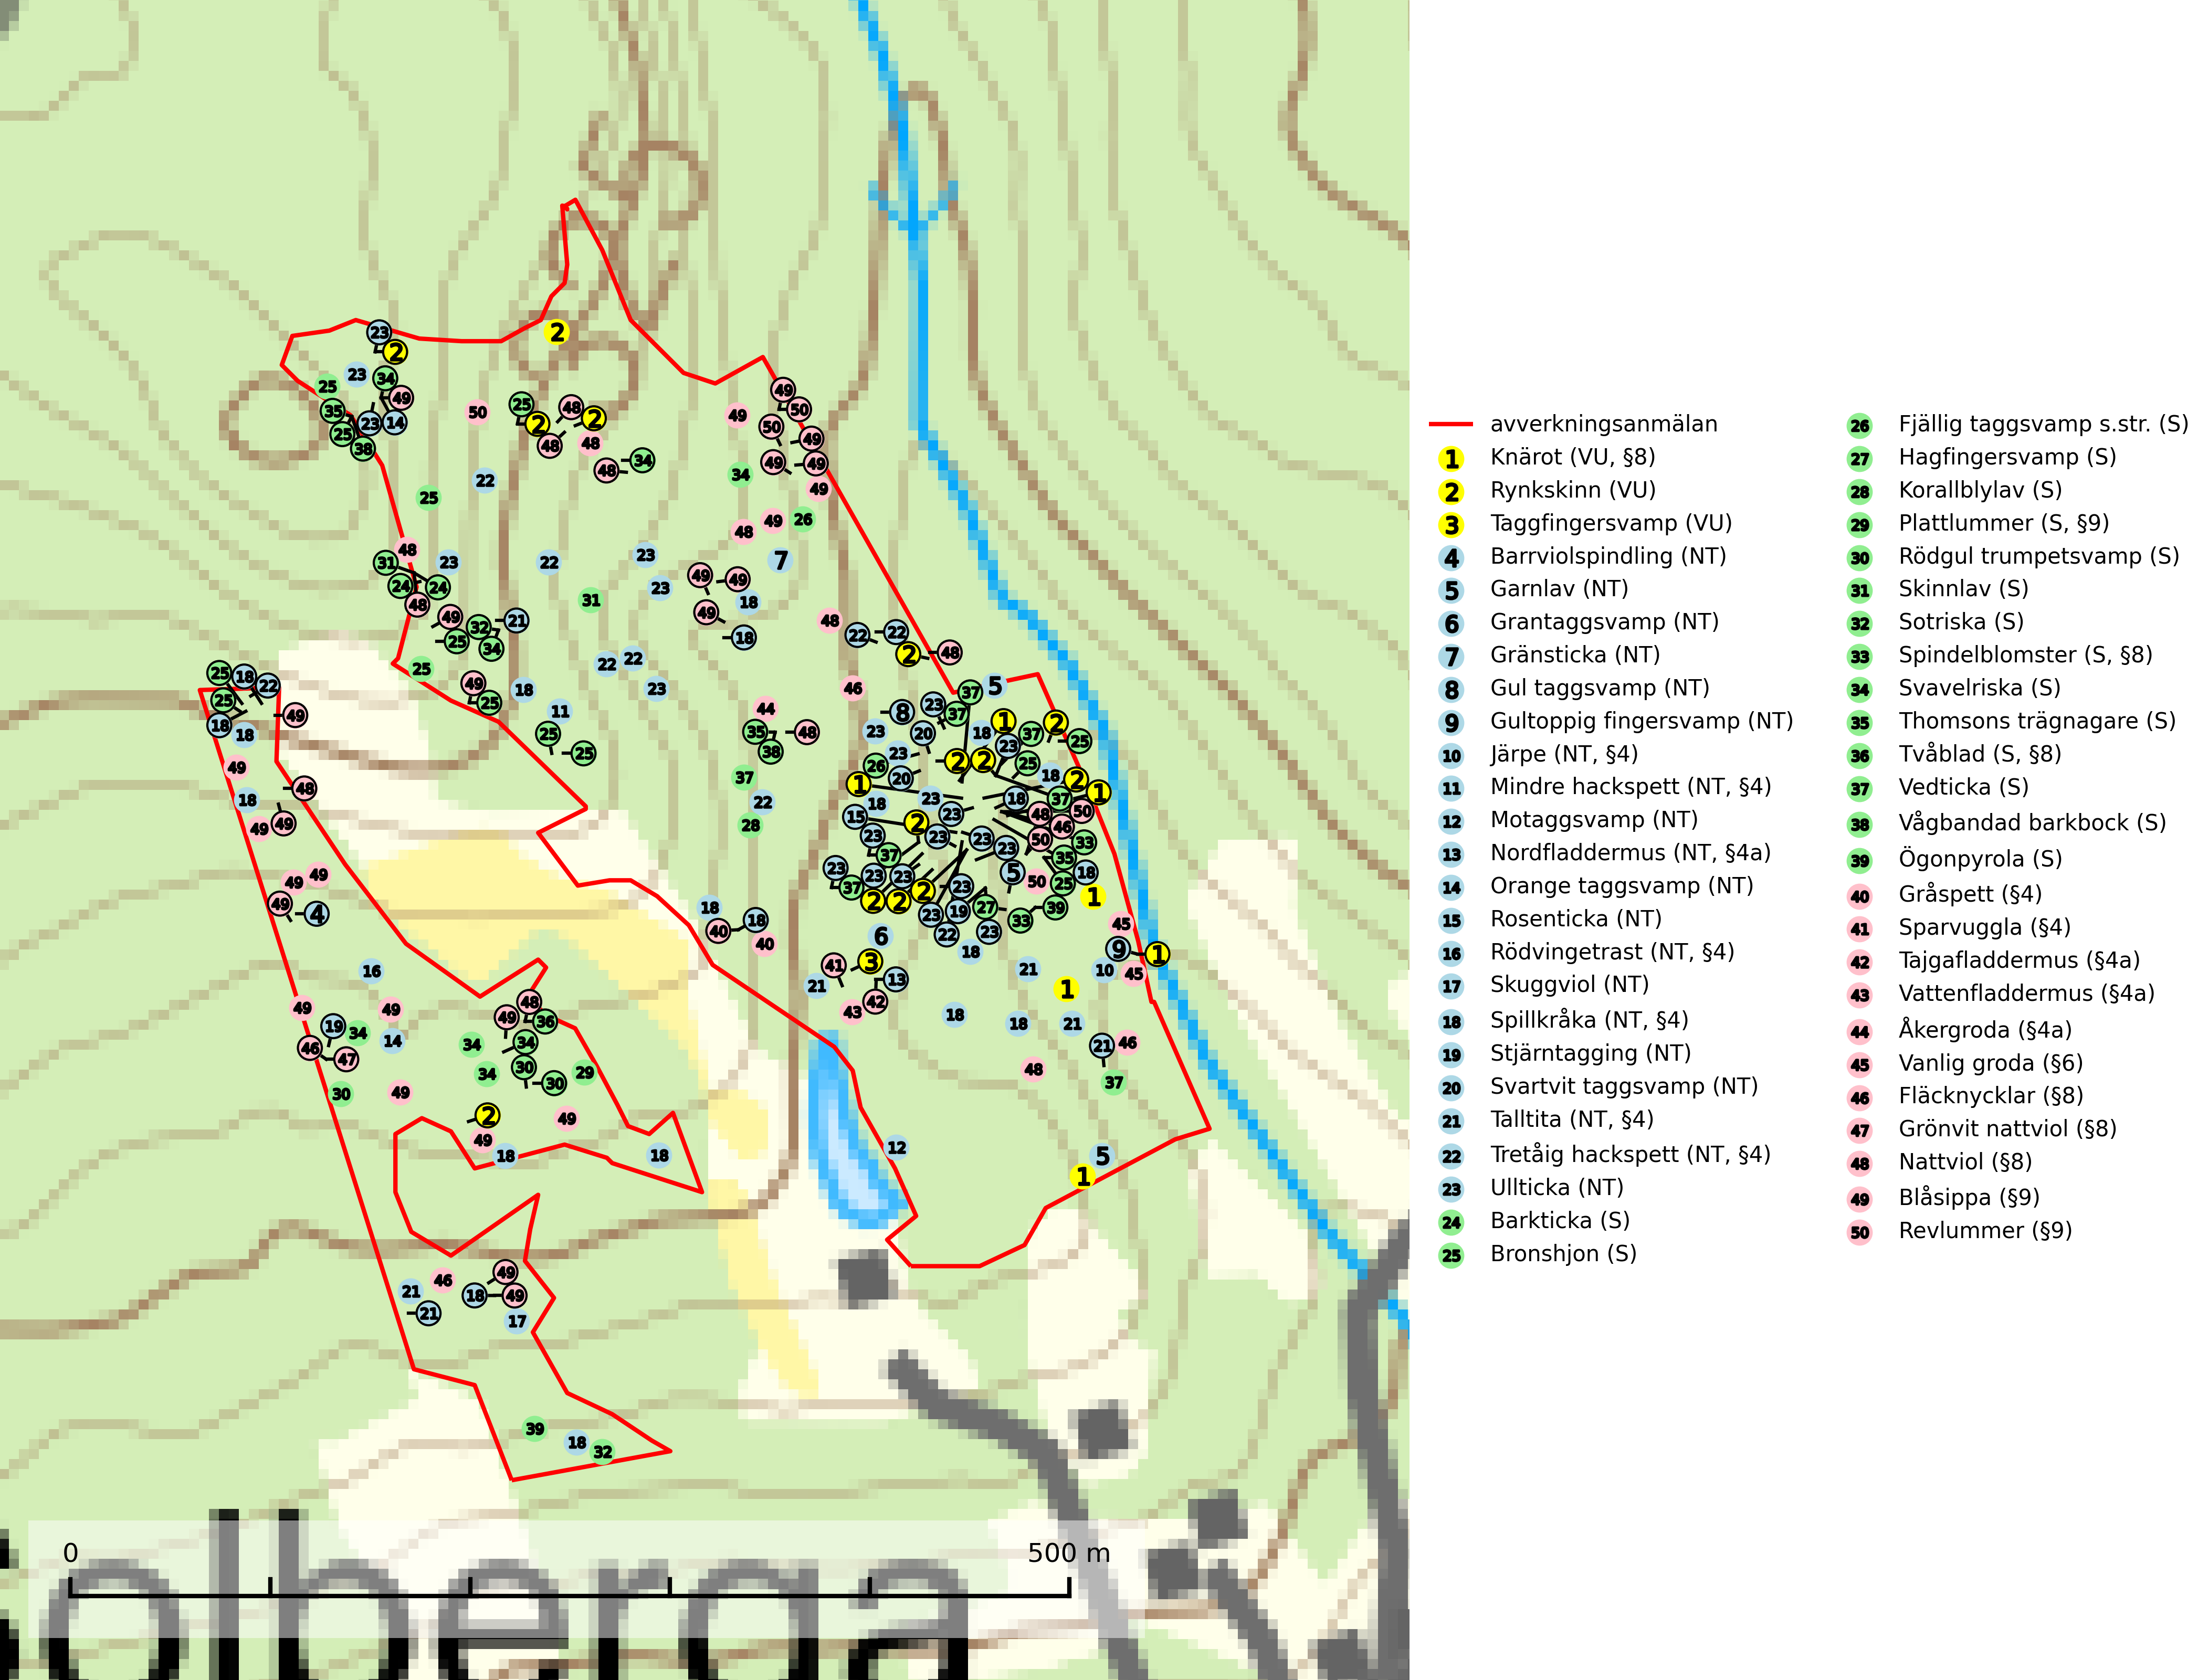 avverkningsanmälan
1 Knärot (VU, §8)
2 Rynkskinn (VU)
3 Taggfingersvamp (VU)
4 Barrviolspindling (NT)
5 Garnlav (NT)
6 Grantaggsvamp (NT)
7 Gränsticka (NT)
8 Gul taggsvamp (NT)
9 Gultoppig fingersvamp (NT)
10 Järpe (NT, §4)
11 Mindre hackspett (NT, §4)
12 Motaggsvamp (NT)
13 Nordfladdermus (NT, §4a)
14 Orange taggsvamp (NT)
15 Rosenticka (NT)
16 Rödvingetrast (NT, §4)
17 Skuggviol (NT)
18 Spillkråka (NT, §4)
19 Stjärntagging (NT)
20 Svartvit taggsvamp (NT)
21 Talltita (NT, §4)
22 Tretåig hackspett (NT, §4)
23 Ullticka (NT)
24 Barkticka (S)
25 Bronshjon (S)
26 Fjällig taggsvamp s.str. (S)
27 Hagfingersvamp (S)
28 Korallblylav (S)
29 Plattlummer (S, §9)
30 Rödgul trumpetsvamp (S)
31 Skinnlav (S)
32 Sotriska (S)
33 Spindelblomster (S, §8)
34 Svavelriska (S)
35 Thomsons trägnagare (S)
36 Tvåblad (S, §8)
37 Vedticka (S)
38 Vågbandad barkbock (S)
39 Ögonpyrola (S)
40 Gråspett (§4)
41 Sparvuggla (§4)
42 Tajgafladdermus (§4a)
43 Vattenfladdermus (§4a)
44 Åkergroda (§4a)
45 Vanlig groda (§6)
46 Fläcknycklar (§8)
47 Grönvit nattviol (§8)
48 Nattviol (§8)
49 Blåsippa (§9)
50 Revlummer (§9)
0 500 m
olberga